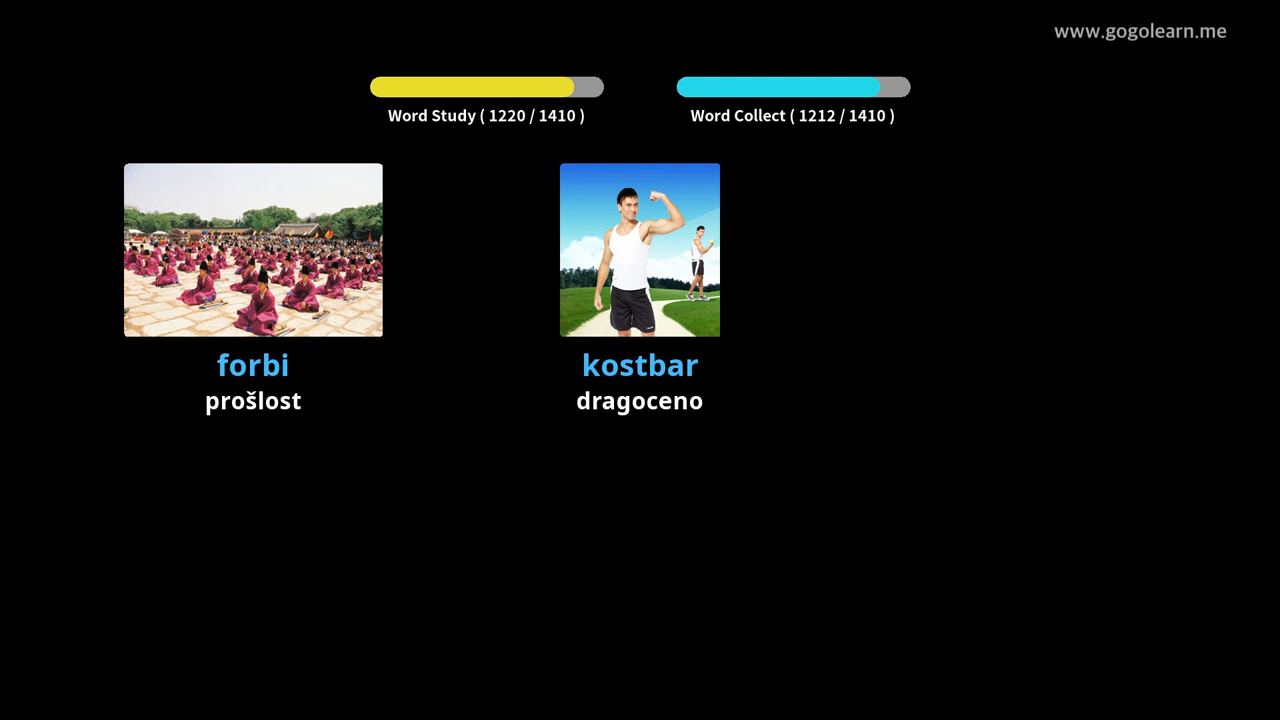 www.gogolearn.me
Word Study ( 1220 / 1410 )
Word Collect ( 1212 / 1410 )
forbi
prošlost
kostbar
dragoceno